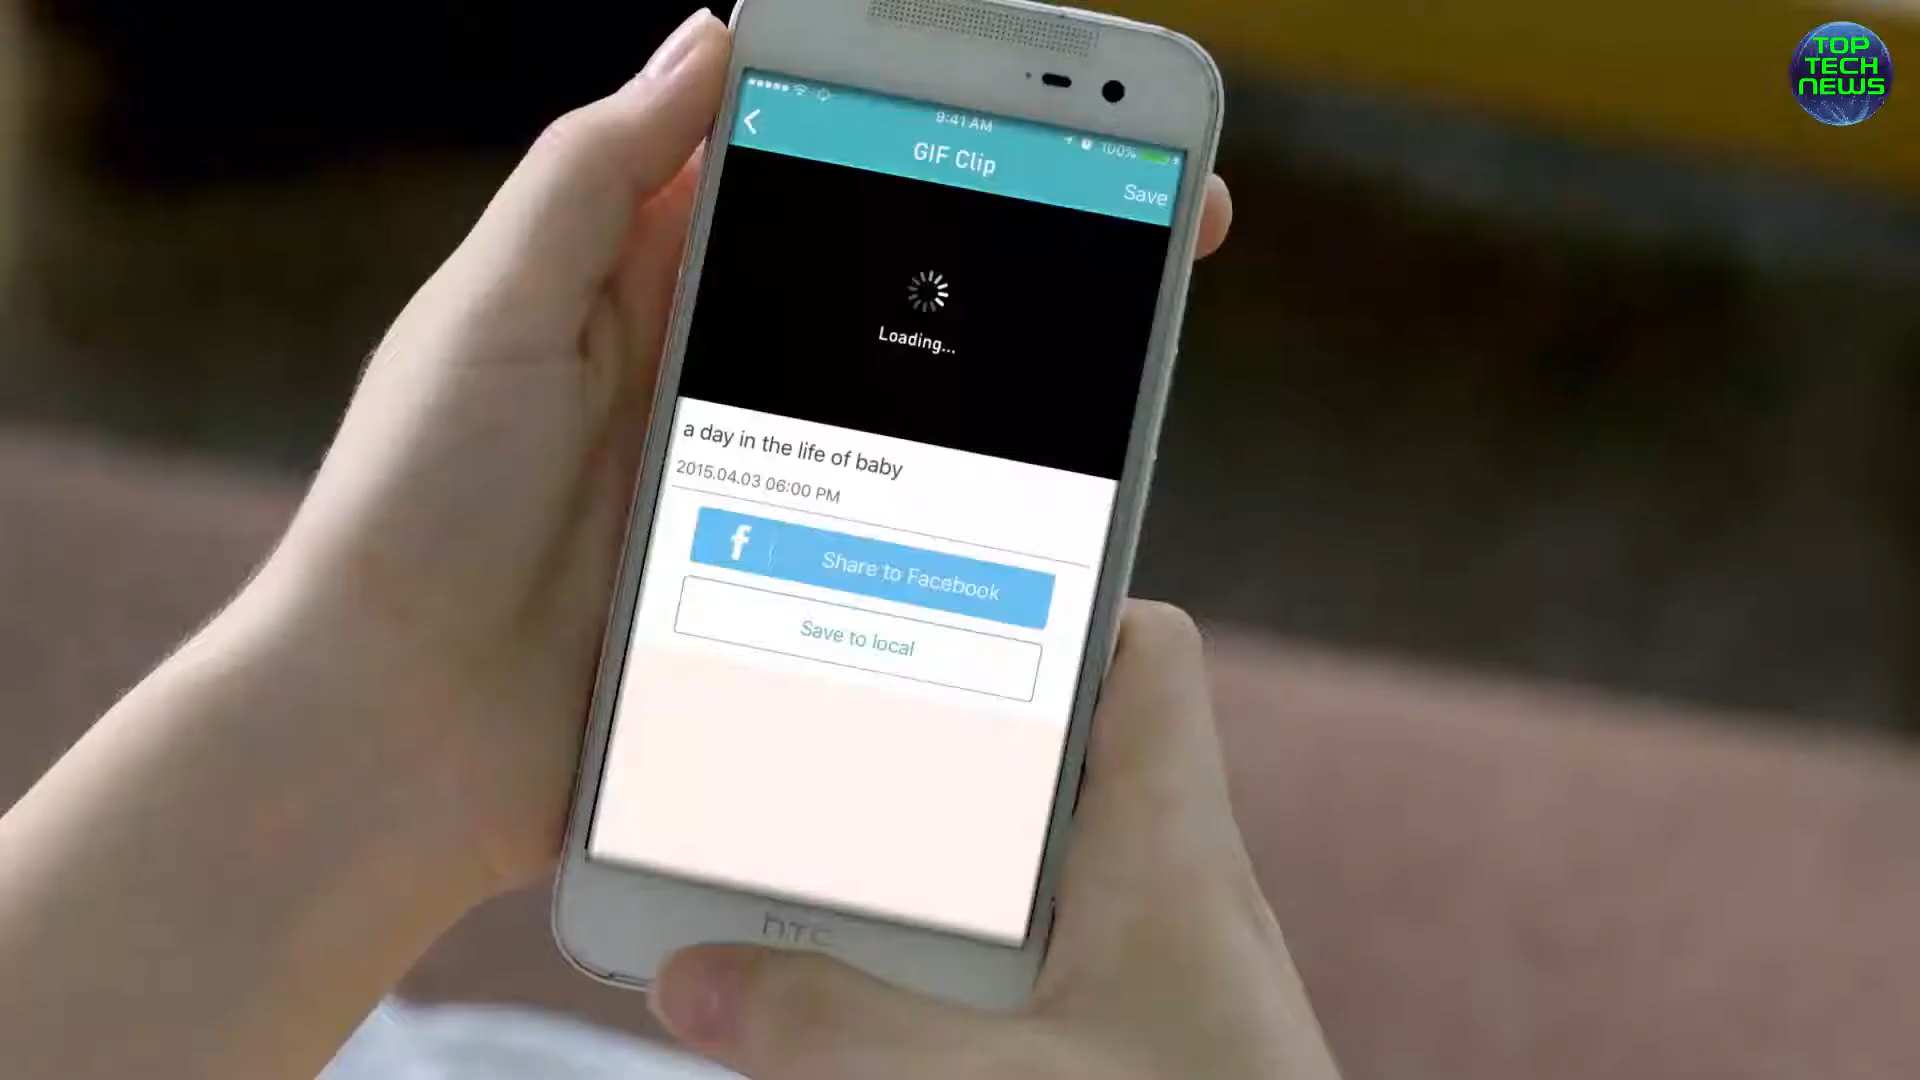 TOP
TECH
NEWS
9:41 AM
100%
GIF Clip
Save
Loading...
a day in the life of baby
2015.04.03 06:00 PM
f
Share to Facebook
Save to local
hTC